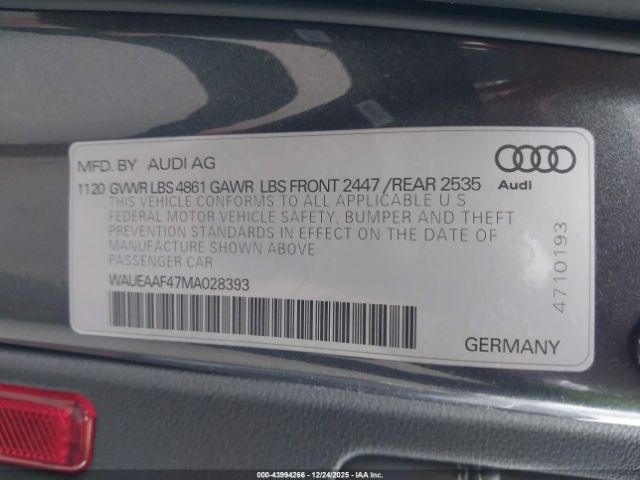 MFD. BY AUDI AG
1120 GVWR LBS 4861 GAWR LBS FRONT 2447 /REAR 2535
Audi
THIS VEHICLE CONFORMS TO ALL APPLICABLE U S
FEDERAL MOTOR VEHICLE SAFETY, BUMPER AND THEFT
PREVENTION STANDARDS IN EFFECT ON THE DATE OF
MANUFACTURE SHOWN ABOVE
PASSENGER CAR
WAUEAAF47MA028393
4710193
GERMANY
000-43994266 - 12/24/2025 - IAA Inc.